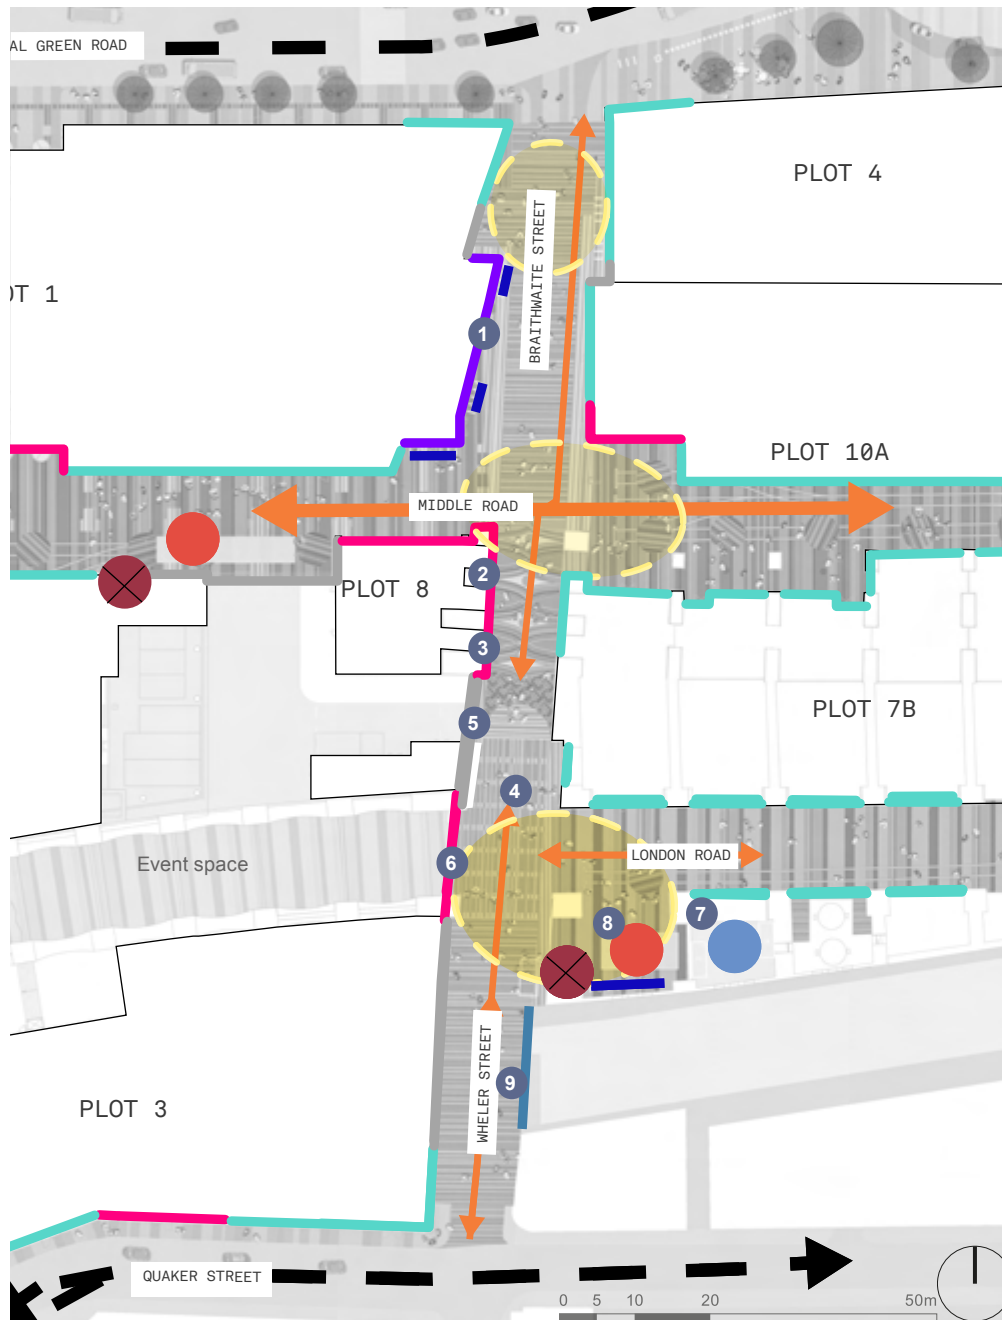 AL GREEN ROAD
PLOT 4
BRAITHWAITE STREET
OT 1
1
PLOT 10A
MIDDLE ROAD
2
PLOT 8
3
PLOT 7B
5
4
LONDON ROAD
6
Event space
7
8
WHELER STREET
9
PLOT 3
QUAKER STREET
0 5 10 20 50m